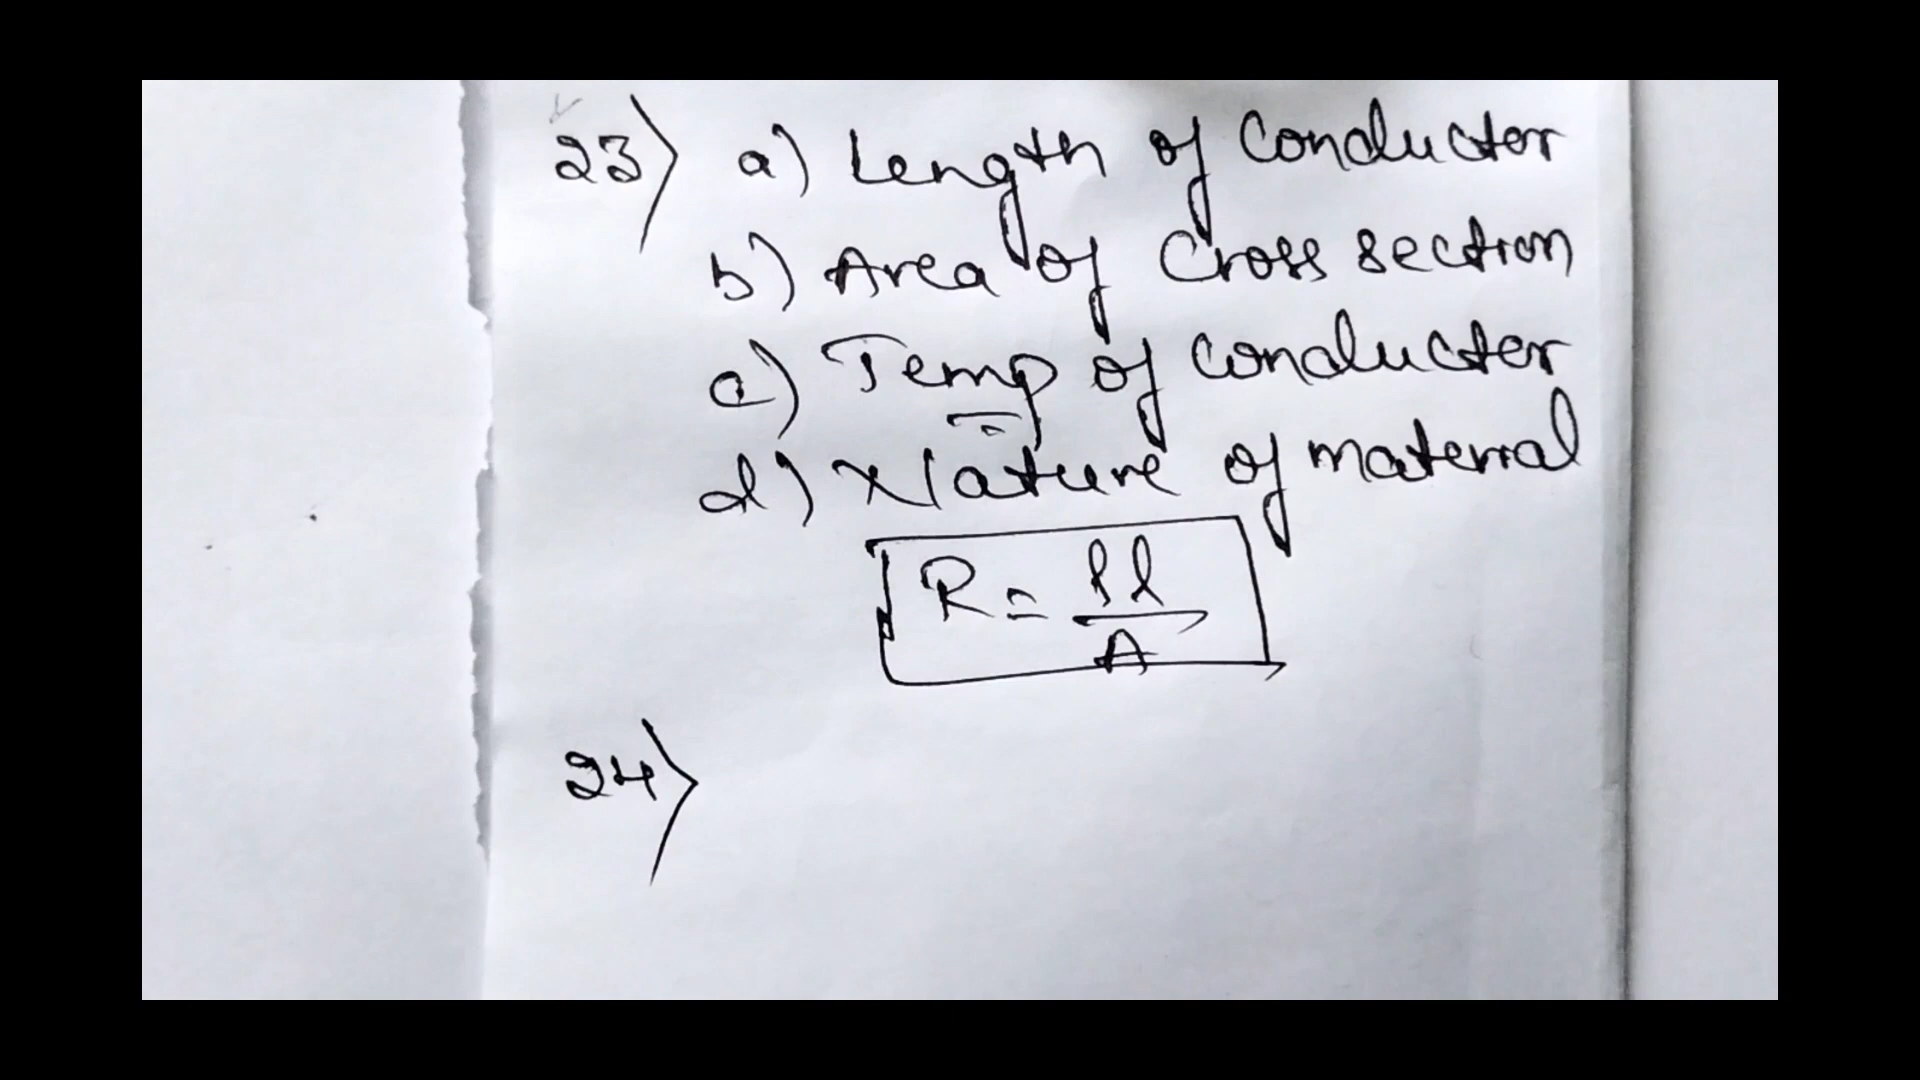 23) a) Length of conductor
b) Area of cross section
c) Temp of conductor
d) Nature of material
R = ρl/A
24)